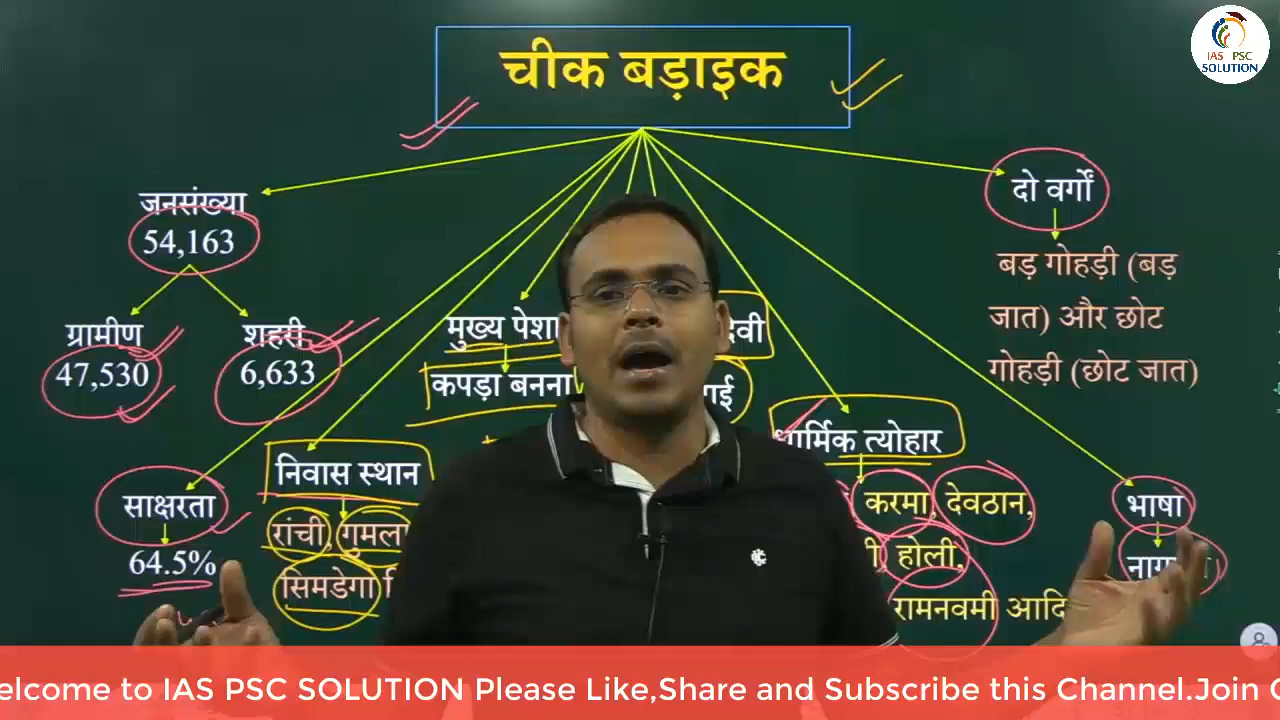 चीक बड़ाइक
IAS PSC
SOLUTION
जनसंख्या
54,163
ग्रामीण
47,530
शहरी
6,633
साक्षरता
64.5%
निवास स्थान
रांची, गुमला
सिमडेगा
मुख्य पेशा
कपड़ा बनना
देवी
धार्मिक त्योहार
करमा, देवठान,
होली,
रामनवमी आदि
दो वर्गों
बड़ गोहड़ी (बड़
जात) और छोट
गोहड़ी (छोट जात)
भाषा
elcome to IAS PSC SOLUTION Please Like,Share and Subscribe this Channel.Join